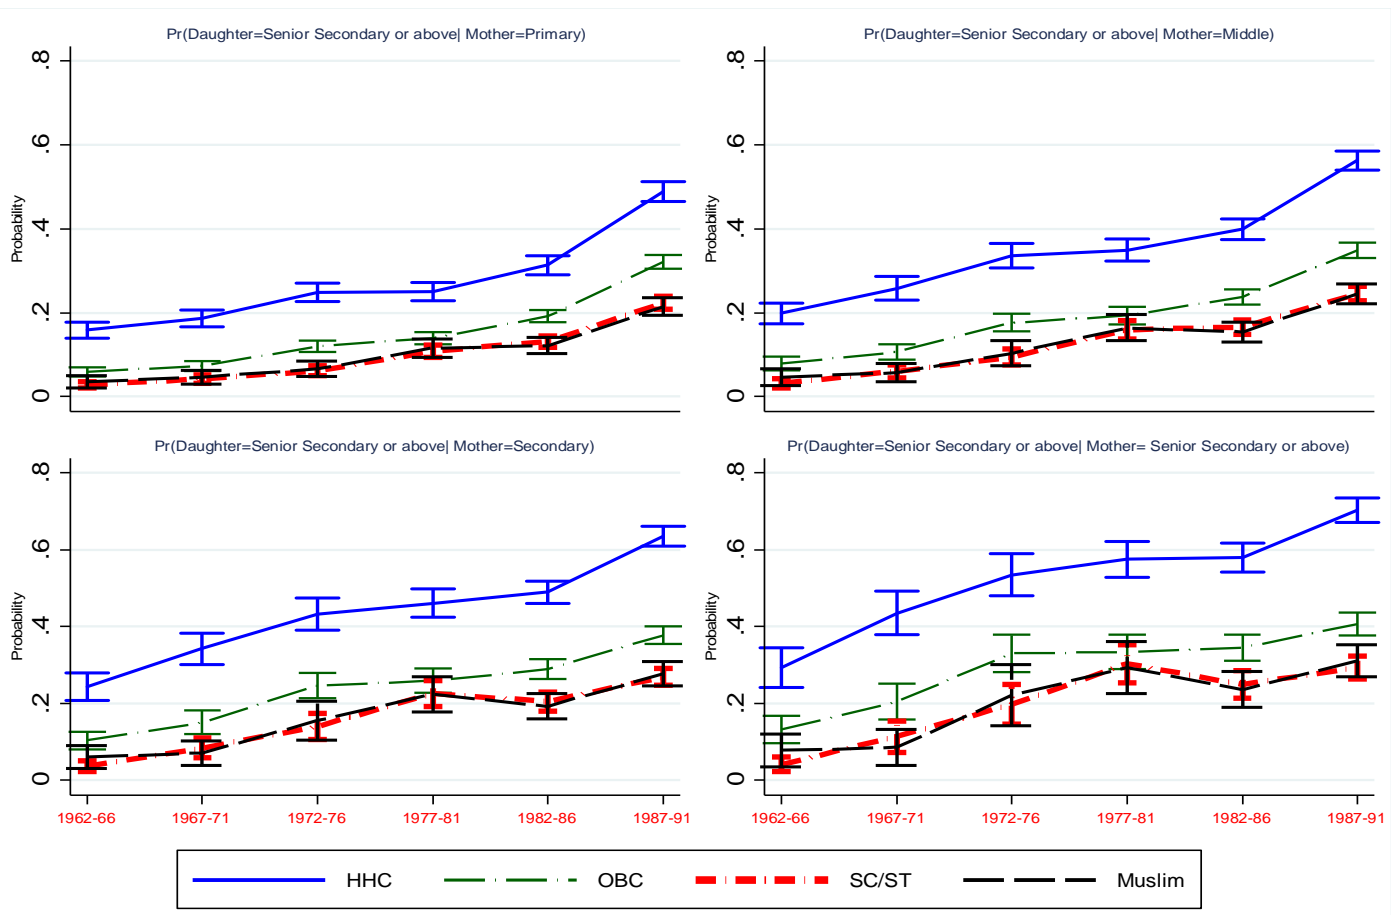 Pr(Daughter=Senior Secondary or above| Mother=Primary)
Probability
0 .2 .4 .6 .8
Pr(Daughter=Senior Secondary or above| Mother=Middle)
Probability
0 .2 .4 .6 .8
Pr(Daughter=Senior Secondary or above| Mother=Secondary)
Probability
0 .2 .4 .6 .8
1962-66 1967-71 1972-76 1977-81 1982-86 1987-91
Pr(Daughter=Senior Secondary or above| Mother= Senior Secondary or above)
Probability
0 .2 .4 .6 .8
1962-66 1967-71 1972-76 1977-81 1982-86 1987-91
HHC OBC SC/ST Muslim